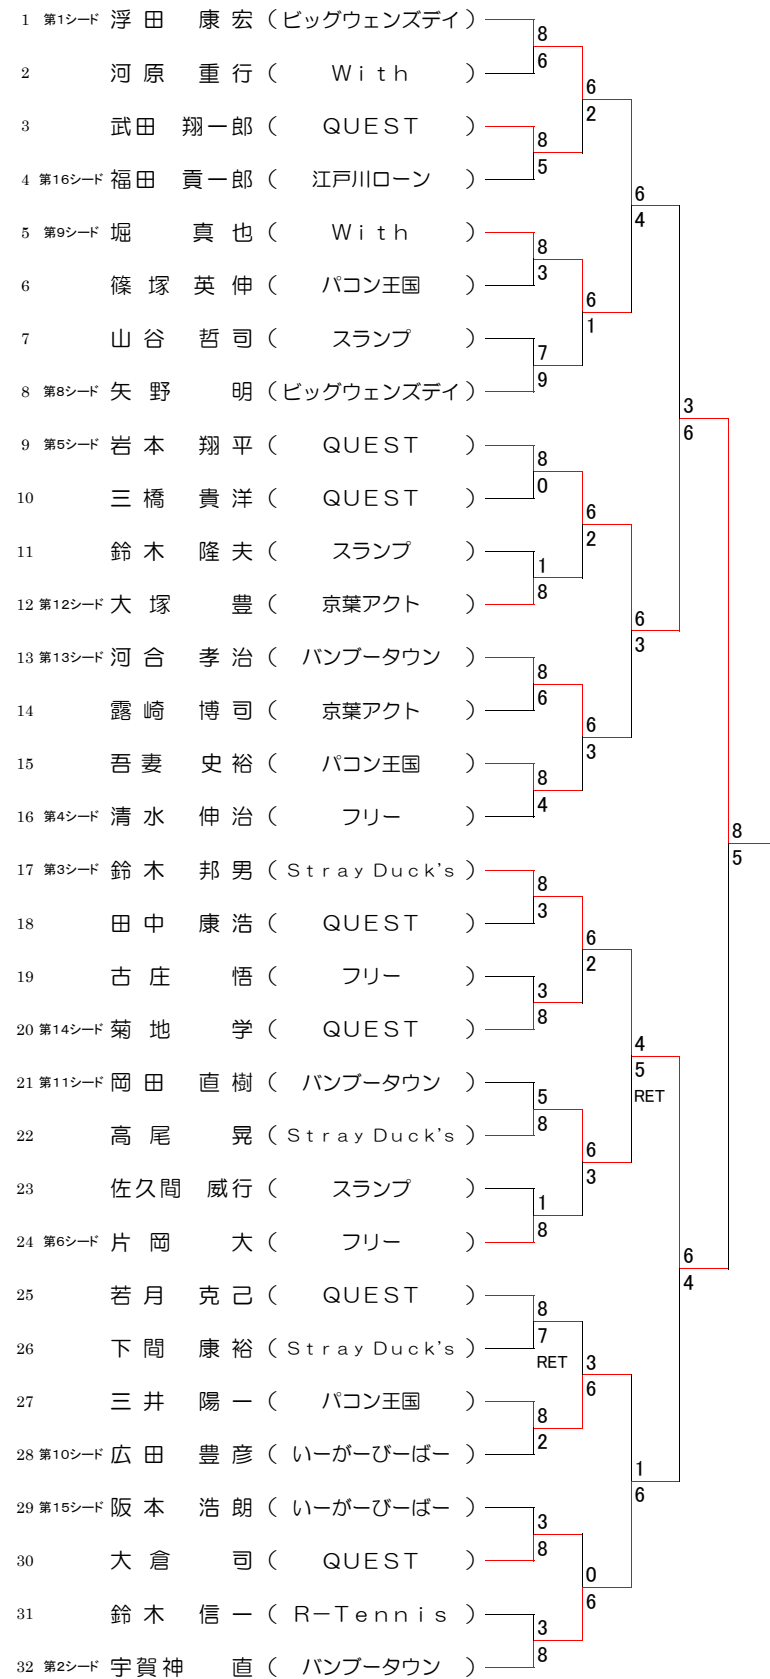 1 第1シード 浮田 康宏（ビッグウェンズデイ）
8
6
2 河原 重行（ With ）
6
2
3 武田 翔一郎（ QUEST ）
8
5
4 第16シード 福田 貢一郎（ 江戸川ローン ）
6
4
5 第9シード 堀 真也（ With ）
8
3
6 篠塚 英伸（ パコン王国 ）
6
1
7 山谷 哲司（ スランプ ）
7
9
8 第8シード 矢野 明（ビッグウェンズデイ）
3
6
9 第5シード 岩本 翔平（ QUEST ）
8
0
10 三橋 貴洋（ QUEST ）
6
2
11 鈴木 隆夫（ スランプ ）
1
8
12 第12シード 大塚 豊（ 京葉アクト ）
6
3
13 第13シード 河合 孝治（ バンブータウン ）
8
6
14 露崎 博司（ 京葉アクト ）
6
3
15 吾妻 史裕（ パコン王国 ）
8
4
16 第4シード 清水 伸治（ フリー ）
8
5
17 第3シード 鈴木 邦男（Stray Duck's）
8
3
18 田中 康浩（ QUEST ）
6
2
19 古庄 悟（ フリー ）
3
8
20 第14シード 菊地 学（ QUEST ）
4
5
RET
21 第11シード 岡田 直樹（ バンブータウン ）
5
8
22 高尾 晃（Stray Duck's）
6
3
23 佐久間 威行（ スランプ ）
1
8
24 第6シード 片岡 大（ フリー ）
6
4
25 若月 克己（ QUEST ）
8
7
RET
26 下間 康裕（Stray Duck's）
3
6
27 三井 陽一（ パコン王国 ）
8
2
28 第10シード 広田 豊彦（ いーがーびーばー ）
1
6
29 第15シード 阪本 浩朗（ いーがーびーばー ）
3
8
30 大倉 司（ QUEST ）
0
6
31 鈴木 信一（ R－Tennis ）
3
8
32 第2シード 宇賀神 直（ バンブータウン ）